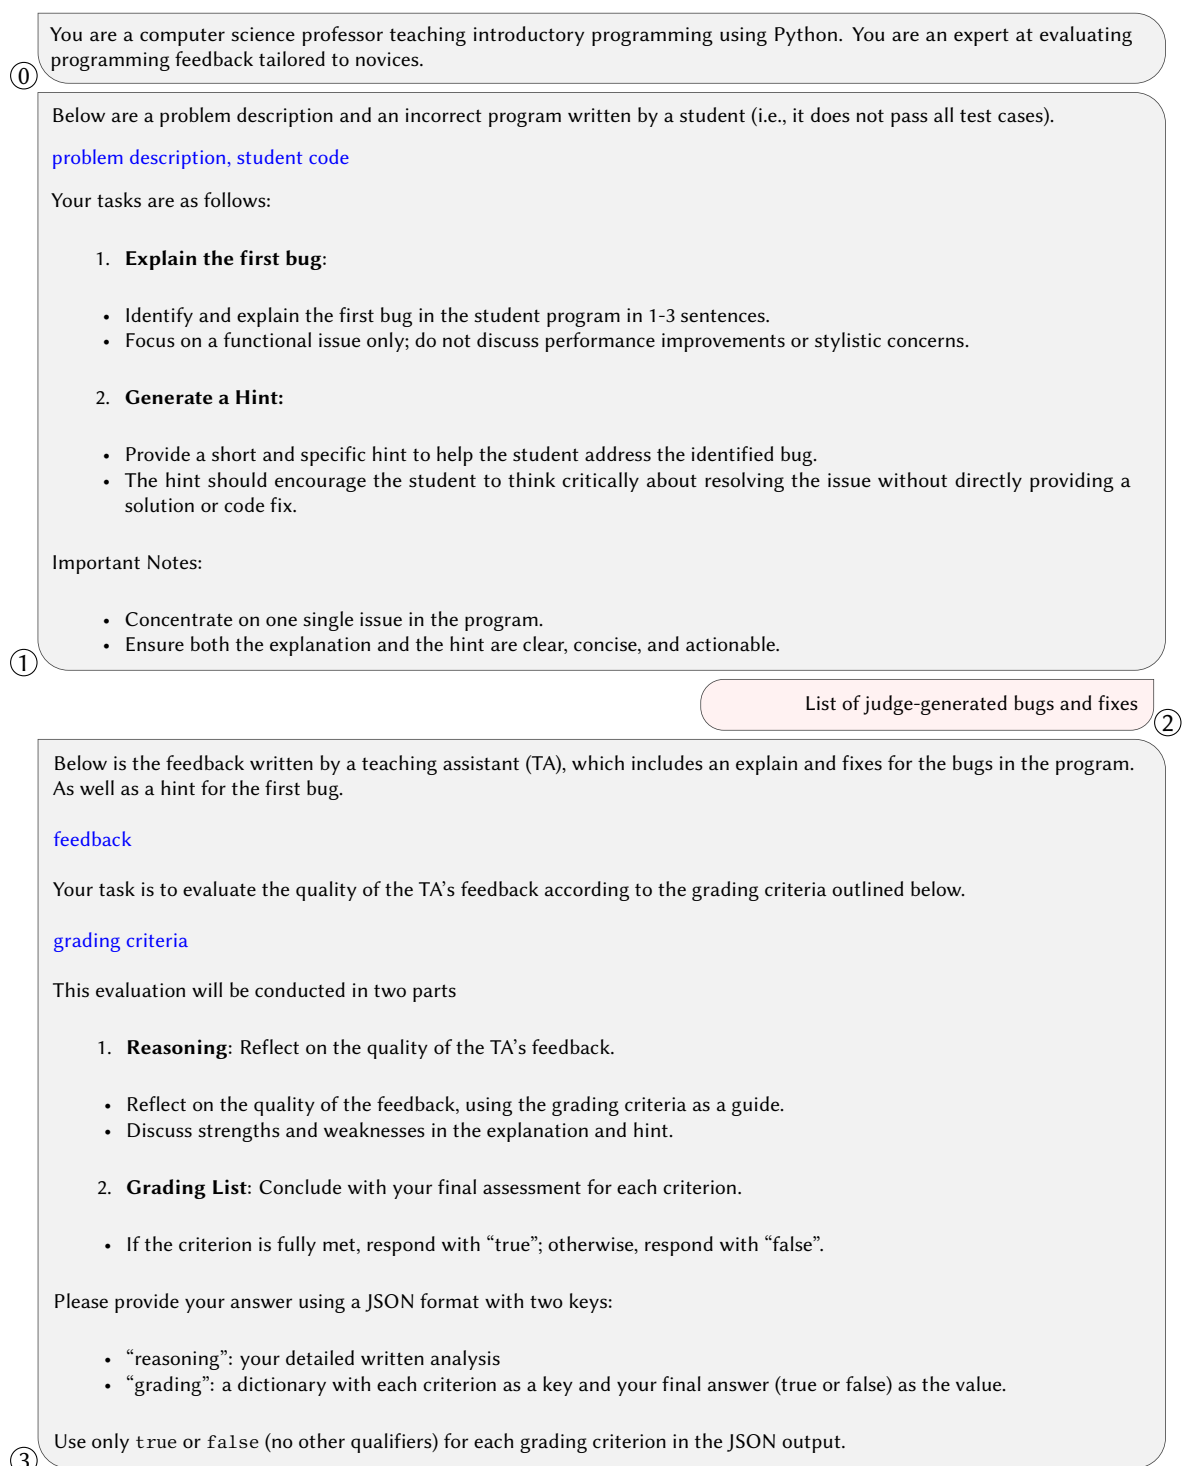 You are a computer science professor teaching introductory programming using Python. You are an expert at evaluating
programming feedback tailored to novices.
⓪
Below are a problem description and an incorrect program written by a student (i.e., it does not pass all test cases).
problem description, student code
Your tasks are as follows:
1. Explain the first bug:
• Identify and explain the first bug in the student program in 1-3 sentences.
• Focus on a functional issue only; do not discuss performance improvements or stylistic concerns.
2. Generate a Hint:
• Provide a short and specific hint to help the student address the identified bug.
• The hint should encourage the student to think critically about resolving the issue without directly providing a
solution or code fix.
Important Notes:
• Concentrate on one single issue in the program.
• Ensure both the explanation and the hint are clear, concise, and actionable.
①
List of judge-generated bugs and fixes
②
Below is the feedback written by a teaching assistant (TA), which includes an explain and fixes for the bugs in the program.
As well as a hint for the first bug.
feedback
Your task is to evaluate the quality of the TA's feedback according to the grading criteria outlined below.
grading criteria
This evaluation will be conducted in two parts
1. Reasoning: Reflect on the quality of the TA's feedback.
• Reflect on the quality of the feedback, using the grading criteria as a guide.
• Discuss strengths and weaknesses in the explanation and hint.
2. Grading List: Conclude with your final assessment for each criterion.
• If the criterion is fully met, respond with “true”; otherwise, respond with “false”.
Please provide your answer using a JSON format with two keys:
• “reasoning”: your detailed written analysis
• “grading”: a dictionary with each criterion as a key and your final answer (true or false) as the value.
Use only true or false (no other qualifiers) for each grading criterion in the JSON output.
③